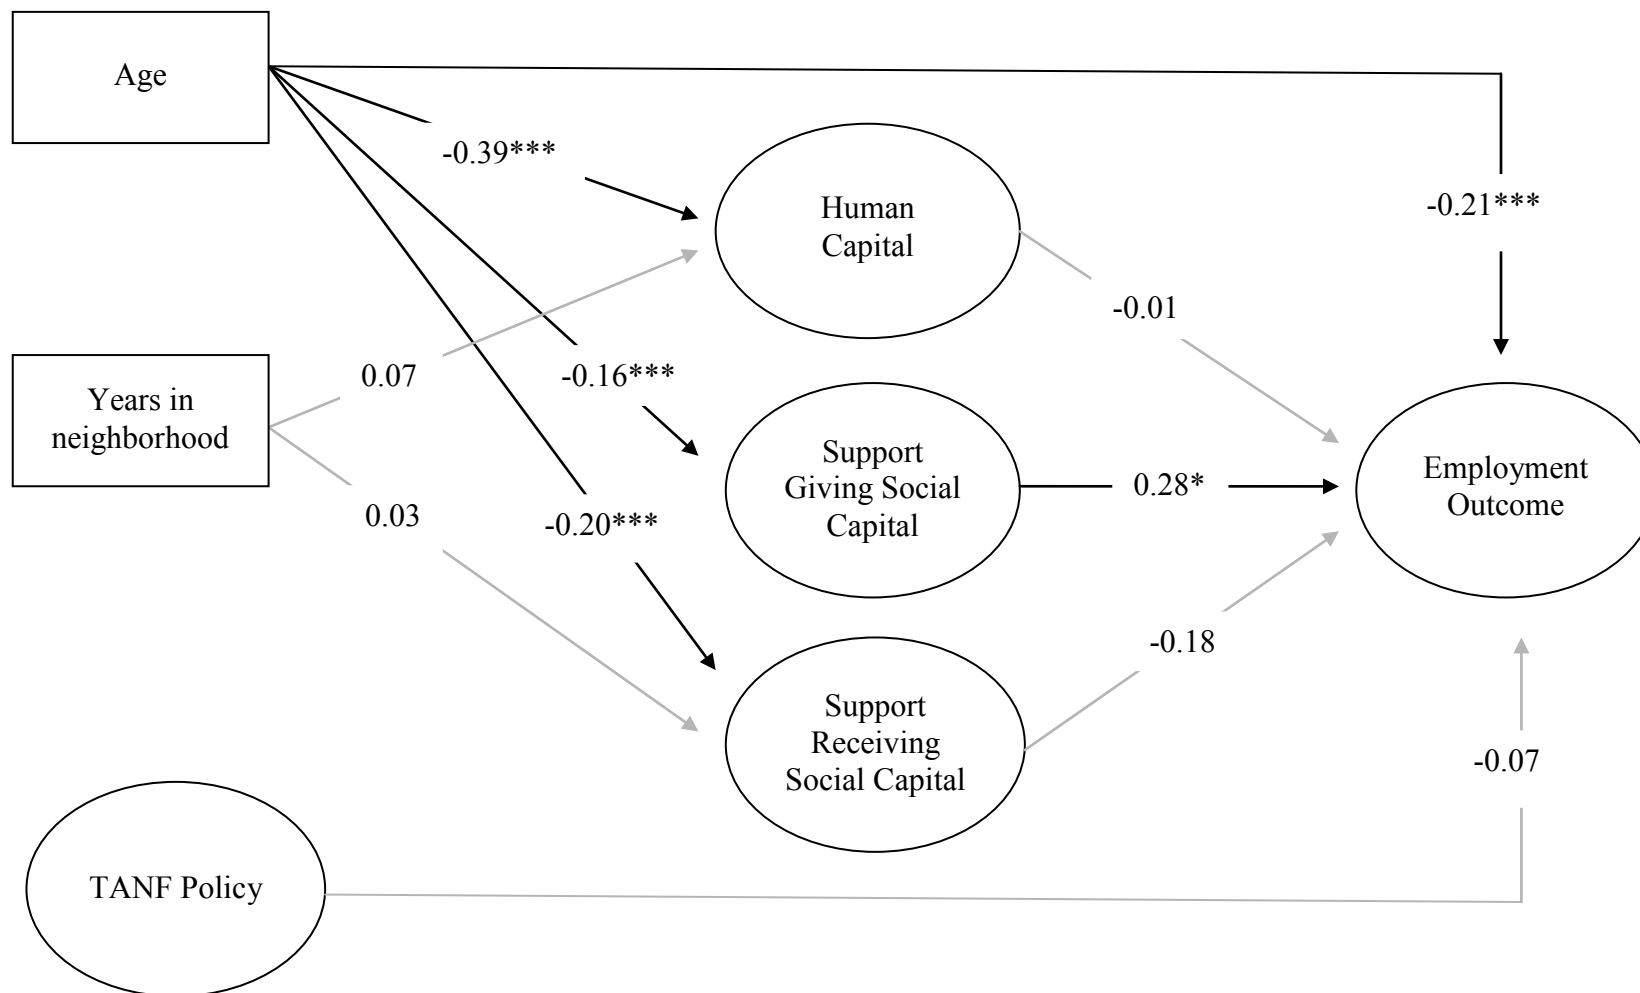 Age
-0.39***
Human
Capital
-0.21***
-0.01
Years in
neighborhood
0.07
-0.16***
Support
Giving Social
Capital
0.28*
Employment
Outcome
0.03
-0.20***
-0.18
Support
Receiving
Social Capital
-0.07
TANF Policy